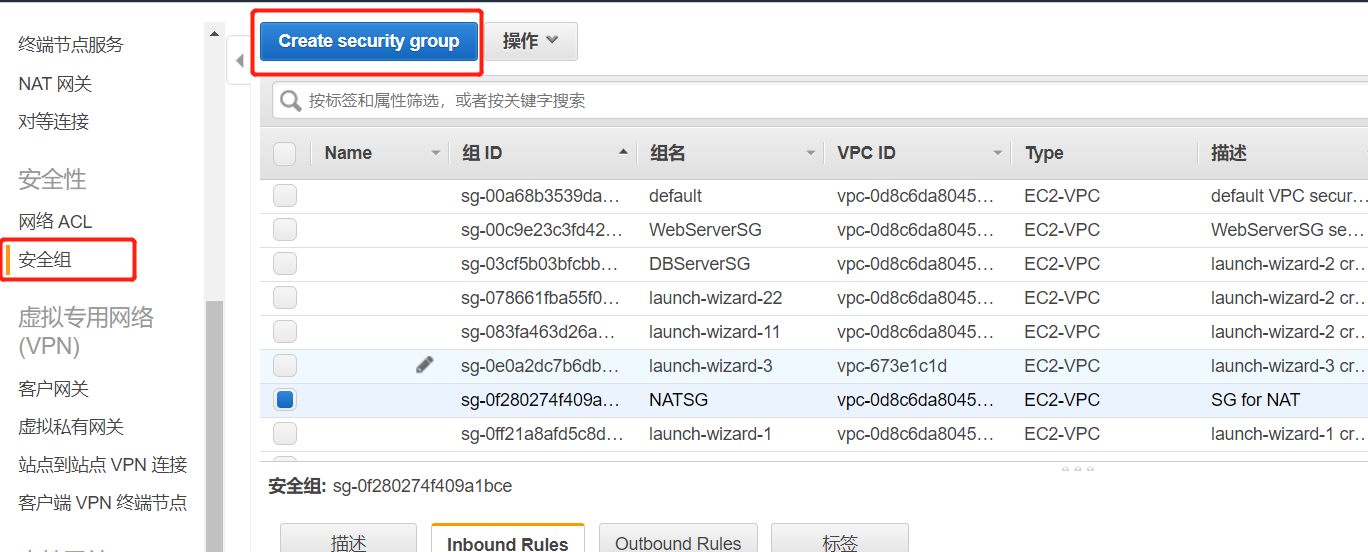 终端节点服务
NAT 网关
对等连接
安全性
网络 ACL
安全组
虚拟专用网络
(VPN)
客户网关
虚拟私有网关
站点到站点 VPN 连接
客户端 VPN 终端节点
Create security group 操作
按标签和属性筛选，或者按关键字搜索
Name 组 ID 组名 VPC ID Type 描述
sg-00a68b3539da… default vpc-0d8c6da8045… EC2-VPC default VPC secur…
sg-00c9e23c3fd42… WebServerSG vpc-0d8c6da8045… EC2-VPC WebServerSG se…
sg-03cf5b03bfcbb… DBServerSG vpc-0d8c6da8045… EC2-VPC launch-wizard-2 cr…
sg-078661fba55f0… launch-wizard-22 vpc-0d8c6da8045… EC2-VPC launch-wizard-2 cr…
sg-083fa463d26a… launch-wizard-11 vpc-0d8c6da8045… EC2-VPC launch-wizard-2 cr…
sg-0e0a2dc7b6db… launch-wizard-3 vpc-673e1c1d EC2-VPC launch-wizard-3 cr…
sg-0f280274f409a… NATSG vpc-0d8c6da8045… EC2-VPC SG for NAT
sg-0ff21a8afd5c8d… launch-wizard-1 vpc-0d8c6da8045… EC2-VPC launch-wizard-1 cr…
安全组: sg-0f280274f409a1bce
描述 Inbound Rules Outbound Rules 标签